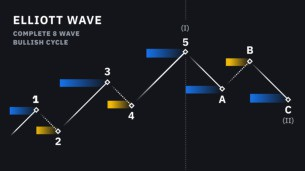 ELLIOTT WAVE
COMPLETE 8 WAVE
BULLISH CYCLE
(I)
5
B
3
1
4
A
C
2
(II)